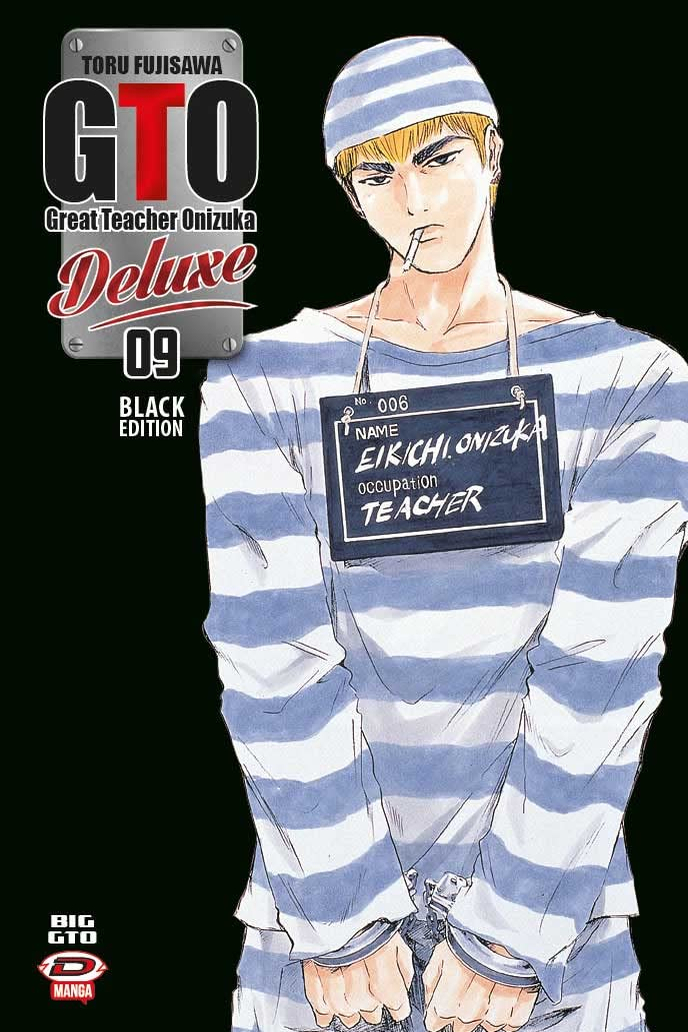 TORU FUJISAWA
GTO
Great Teacher Onizuka
Deluxe
09
BLACK
EDITION
No. 006
NAME
EIKICHI. ONIZUKA
occupation
TEACHER
BIG
GTO
D
MANGA